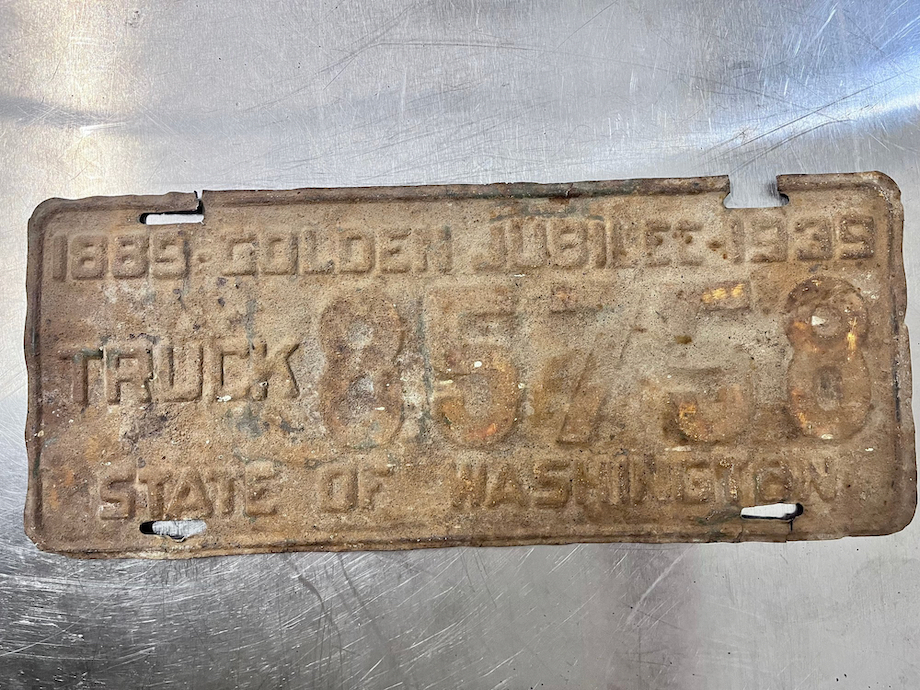 1889·GOLDEN JUBILEE·1939
TRUCK 85758
STATE OF WASHINGTON